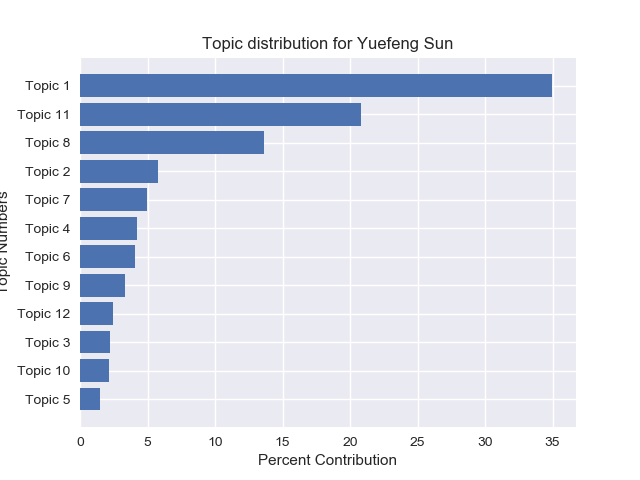 Topic distribution for Yuefeng Sun
Topic 1
Topic 11
Topic 8
Topic 2
Topic 7
Topic 4
Topic 6
Topic 9
Topic 12
Topic 3
Topic 10
Topic 5
Topic Numbers
0 5 10 15 20 25 30 35
Percent Contribution